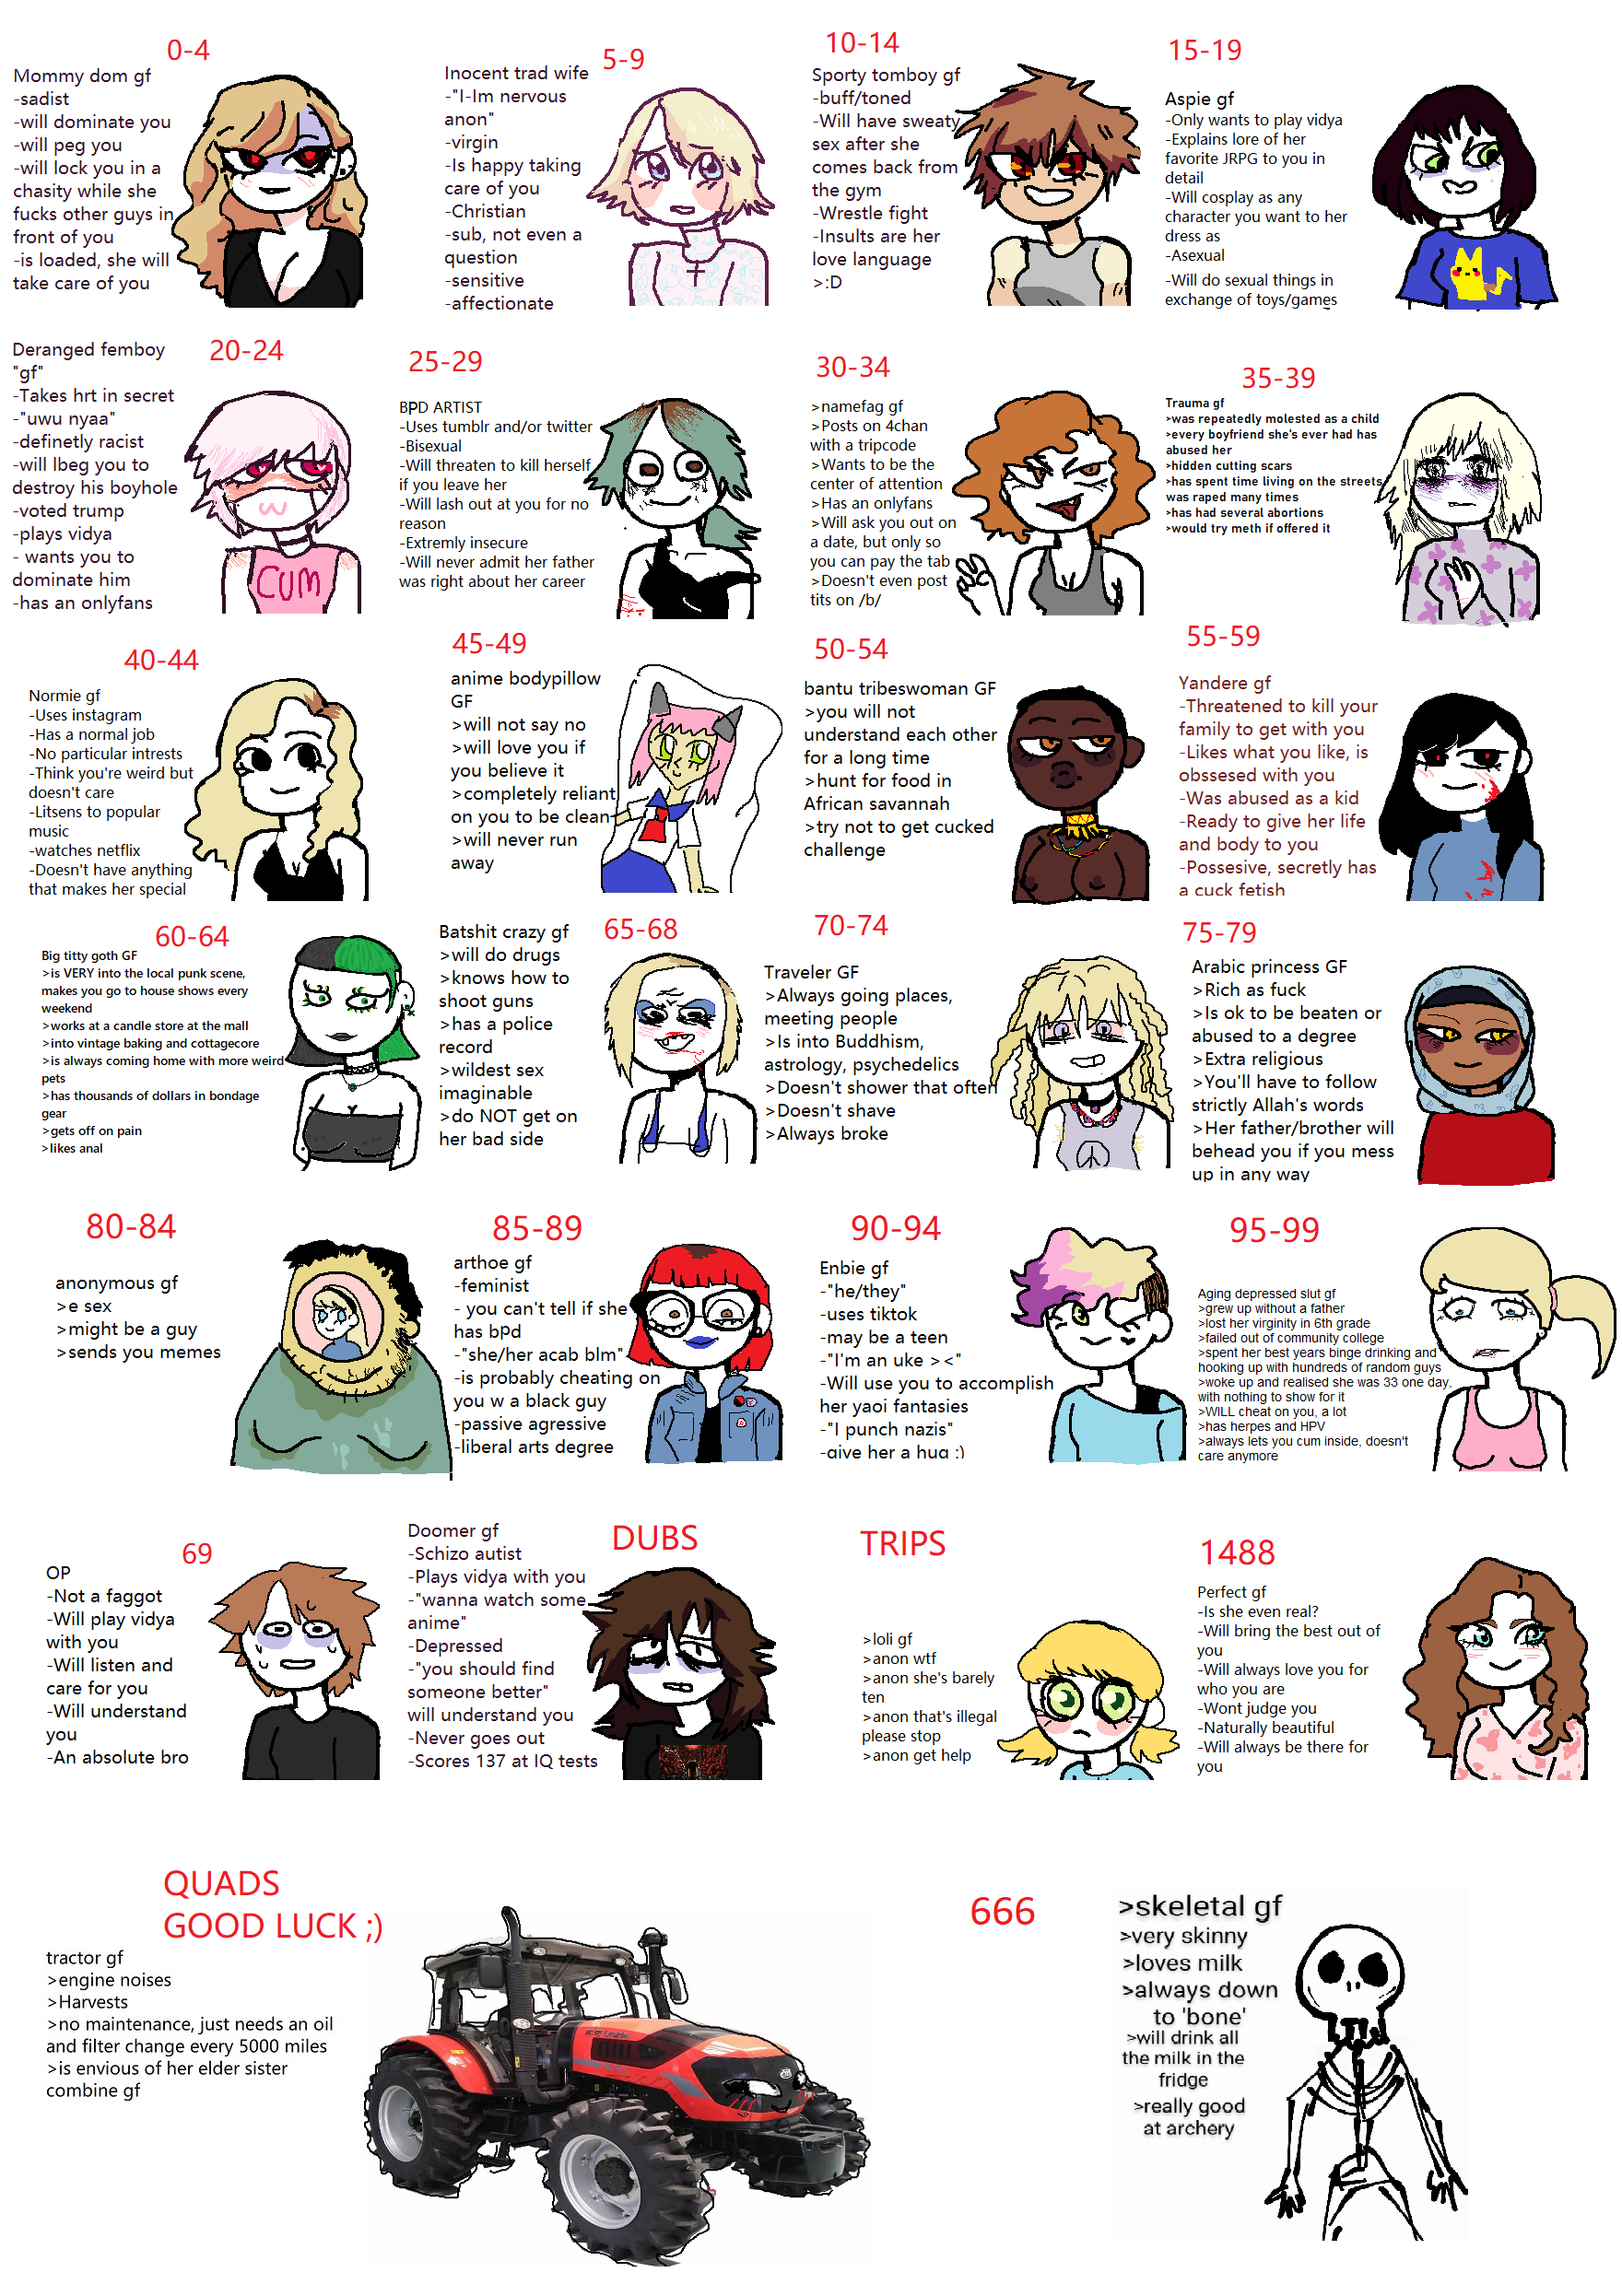 0-4
Mommy dom gf
-sadist
-will dominate you
-will peg you
-will lock you in a
chasity while she
fucks other guys in
front of you
-is loaded, she will
take care of you
5-9
Inocent trad wife
-"I-Im nervous
anon"
-virgin
-Is happy taking
care of you
-Christian
-sub, not even a
question
-sensitive
-affectionate
10-14
Sporty tomboy gf
-buff/toned
-Will have sweaty
sex after she
comes back from
the gym
-Wrestle fight
-Insults are her
love language
>:D
15-19
Aspie gf
-Only wants to play vidya
-Explains lore of her
favorite JRPG to you in
detail
-Will cosplay as any
character you want to her
dress as
-Asexual
-Will do sexual things in
exchange of toys/games
20-24
Deranged femboy
"gf"
-Takes hrt in secret
-"uwu nyaa"
-definetly racist
-will lbeg you to
destroy his boyhole
-voted trump
-plays vidya
- wants you to
dominate him
-has an onlyfans
CUM
25-29
BPD ARTIST
-Uses tumblr and/or twitter
-Bisexual
-Will threaten to kill herself
if you leave her
-Will lash out at you for no
reason
-Extremly insecure
-Will never admit her father
was right about her career
30-34
>namefag gf
>Posts on 4chan
with a tripcode
>Wants to be the
center of attention
>Has an onlyfans
>Will ask you out on
a date, but only so
you can pay the tab
>Doesn't even post
tits on /b/
35-39
Trauma gf
>was repeatedly molested as a child
>every boyfriend she's ever had has
abused her
>hidden cutting scars
>has spent time living on the streets
was raped many times
>has had several abortions
>would try meth if offered it
40-44
Normie gf
-Uses instagram
-Has a normal job
-No particular intrests
-Think you're weird but
doesn't care
-Litsens to popular
music
-watches netflix
-Doesn't have anything
that makes her special
45-49
anime bodypillow
GF
>will not say no
>will love you if
you believe it
>completely reliant
on you to be clean
>will never run
away
50-54
bantu tribeswoman GF
>you will not
understand each other
for a long time
>hunt for food in
African savannah
>try not to get cucked
challenge
55-59
Yandere gf
-Threatened to kill your
family to get with you
-Likes what you like, is
obssesed with you
-Was abused as a kid
-Ready to give her life
and body to you
-Possesive, secretly has
a cuck fetish
60-64
Big titty goth GF
>is VERY into the local punk scene,
makes you go to house shows every
weekend
>works at a candle store at the mall
>into vintage baking and cottagecore
>is always coming home with more weird
pets
>has thousands of dollars in bondage
gear
>gets off on pain
>likes anal
65-68
Batshit crazy gf
>will do drugs
>knows how to
shoot guns
>has a police
record
>wildest sex
imaginable
>do NOT get on
her bad side
70-74
Traveler GF
>Always going places,
meeting people
>Is into Buddhism,
astrology, psychedelics
>Doesn't shower that often
>Doesn't shave
>Always broke
75-79
Arabic princess GF
>Rich as fuck
>Is ok to be beaten or
abused to a degree
>Extra religious
>You'll have to follow
strictly Allah's words
>Her father/brother will
behead you if you mess
up in any way
80-84
anonymous gf
>e sex
>might be a guy
>sends you memes
85-89
arthoe gf
-feminist
- you can't tell if she
has bpd
-"she/her acab blm"
-is probably cheating on
you w a black guy
-passive agressive
-liberal arts degree
90-94
Enbie gf
-"he/they"
-uses tiktok
-may be a teen
-"I'm an uke ><"
-Will use you to accomplish
her yaoi fantasies
-"I punch nazis"
-give her a hug :)
95-99
Aging depressed slut gf
>grew up without a father
>lost her virginity in 6th grade
>failed out of community college
>spent her best years binge drinking and
hooking up with hundreds of random guys
>woke up and realised she was 33 one day,
with nothing to show for it
>WILL cheat on you, a lot
>has herpes and HPV
>always lets you cum inside, doesn't
care anymore
69
OP
-Not a faggot
-Will play vidya
with you
-Will listen and
care for you
-Will understand
you
-An absolute bro
DUBS
Doomer gf
-Schizo autist
-Plays vidya with you
-"wanna watch some
anime"
-Depressed
-"you should find
someone better"
will understand you
-Never goes out
-Scores 137 at IQ tests
TRIPS
>loli gf
>anon wtf
>anon she's barely
ten
>anon that's illegal
please stop
>anon get help
1488
Perfect gf
-Is she even real?
-Will bring the best out of
you
-Will always love you for
who you are
-Wont judge you
-Naturally beautiful
-Will always be there for
you
QUADS
GOOD LUCK ;)
tractor gf
>engine noises
>Harvests
>no maintenance, just needs an oil
and filter change every 5000 miles
>is envious of her elder sister
combine gf
666
>skeletal gf
>very skinny
>loves milk
>always down
to 'bone'
>will drink all
the milk in the
fridge
>really good
at archery